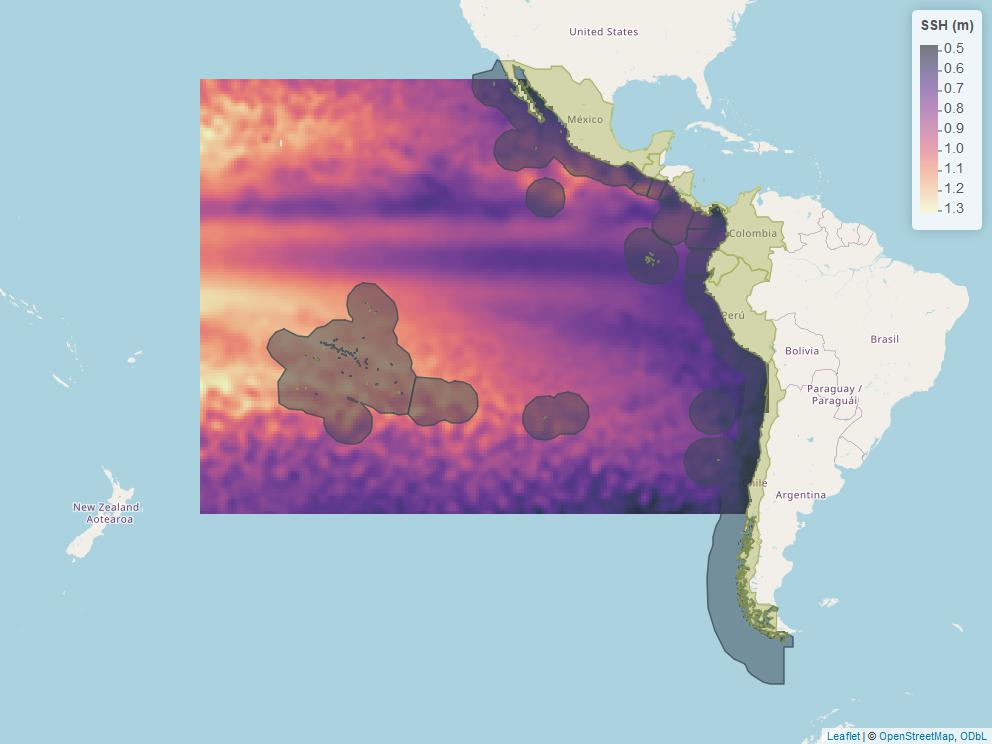 United States
México
Colombia
Perú
Brasil
Bolivia
Paraguay /
Paraguái
hile
Argentina
New Zealand
Aotearoa
SSH (m)
0.5
0.6
0.7
0.8
0.9
1.0
1.1
1.2
1.3
Leaflet | © OpenStreetMap, ODbL